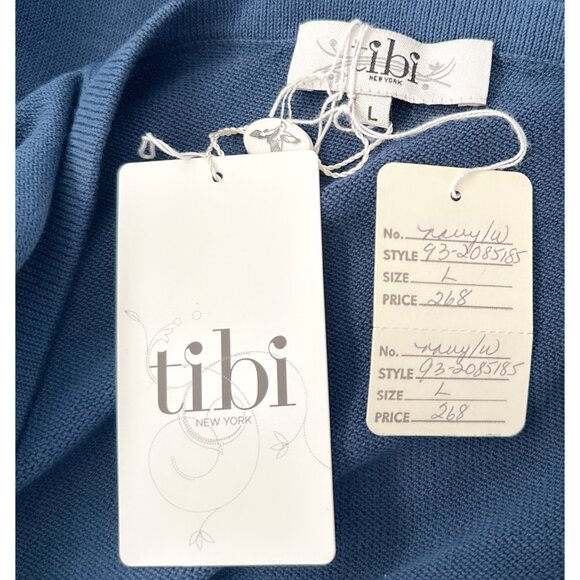 tibi
NEW YORK
L
tibi
NEW YORK
No. Navy/W
STYLE 93-2085185
SIZE L
PRICE 268
No. Navy/W
STYLE 93-2085185
SIZE L
PRICE 268